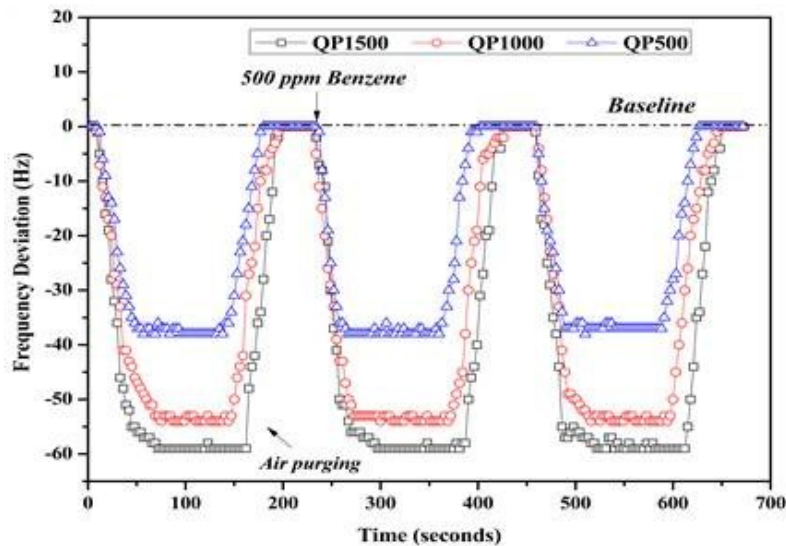 20
QP1500 QP1000 QP500
10
500 ppm Benzene
Baseline
0
-10
-20
-30
-40
-50
-60
Air purging
0 100 200 300 400 500 600 700
Time (seconds)
Frequency Deviation (Hz)